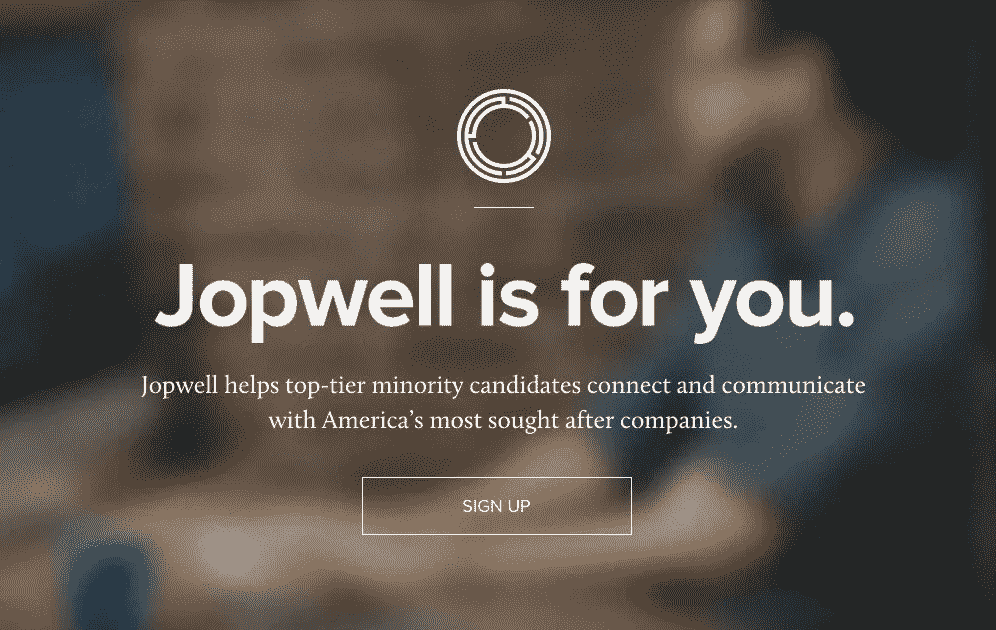 Jopwell is for you.
Jopwell helps top-tier minority candidates connect and communicate
with America’s most sought after companies.
SIGN UP